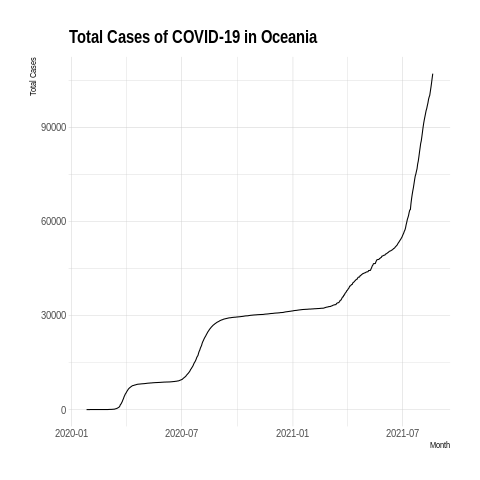 Total Cases of COVID-19 in Oceania
Total Cases
90000
60000
30000
0
2020-01 2020-07 2021-01 2021-07
Month